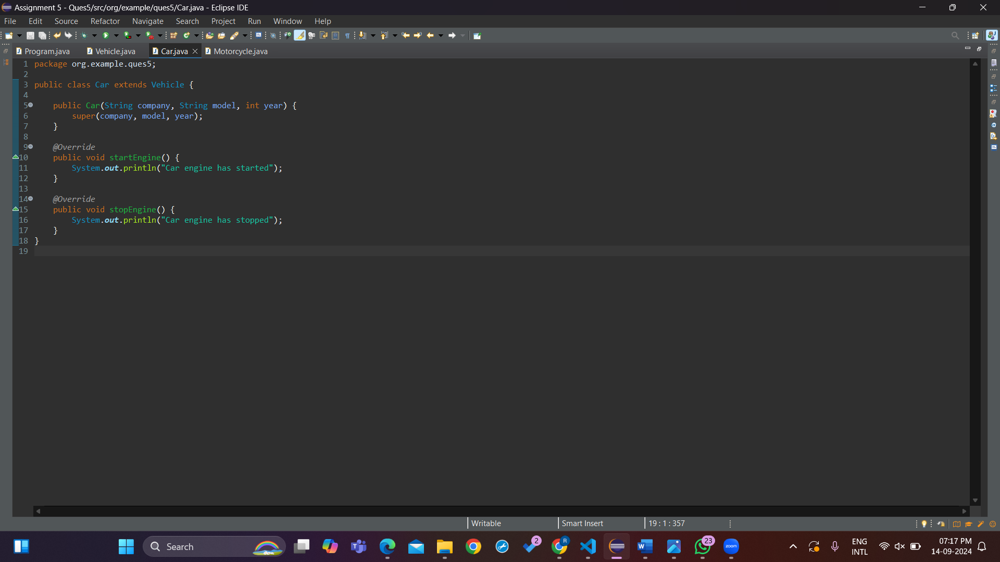 Assignment 5 - Ques5/src/org/example/ques5/Car.java - Eclipse IDE
File Edit Source Refactor Navigate Search Project Run Window Help
Program.java Vehicle.java Car.java Motorcycle.java
1 package org.example.ques5;
2
3 public class Car extends Vehicle {
4
5 public Car(String company, String model, int year) {
6 super(company, model, year);
7 }
8
9 @Override
10 public void startEngine() {
11 System.out.println("Car engine has started");
12 }
13
14 @Override
15 public void stopEngine() {
16 System.out.println("Car engine has stopped");
17 }
18 }
19
Writable Smart Insert 19 : 1 : 357
Search 2 R 23 zoom ENG INTL 07:17 PM 14-09-2024